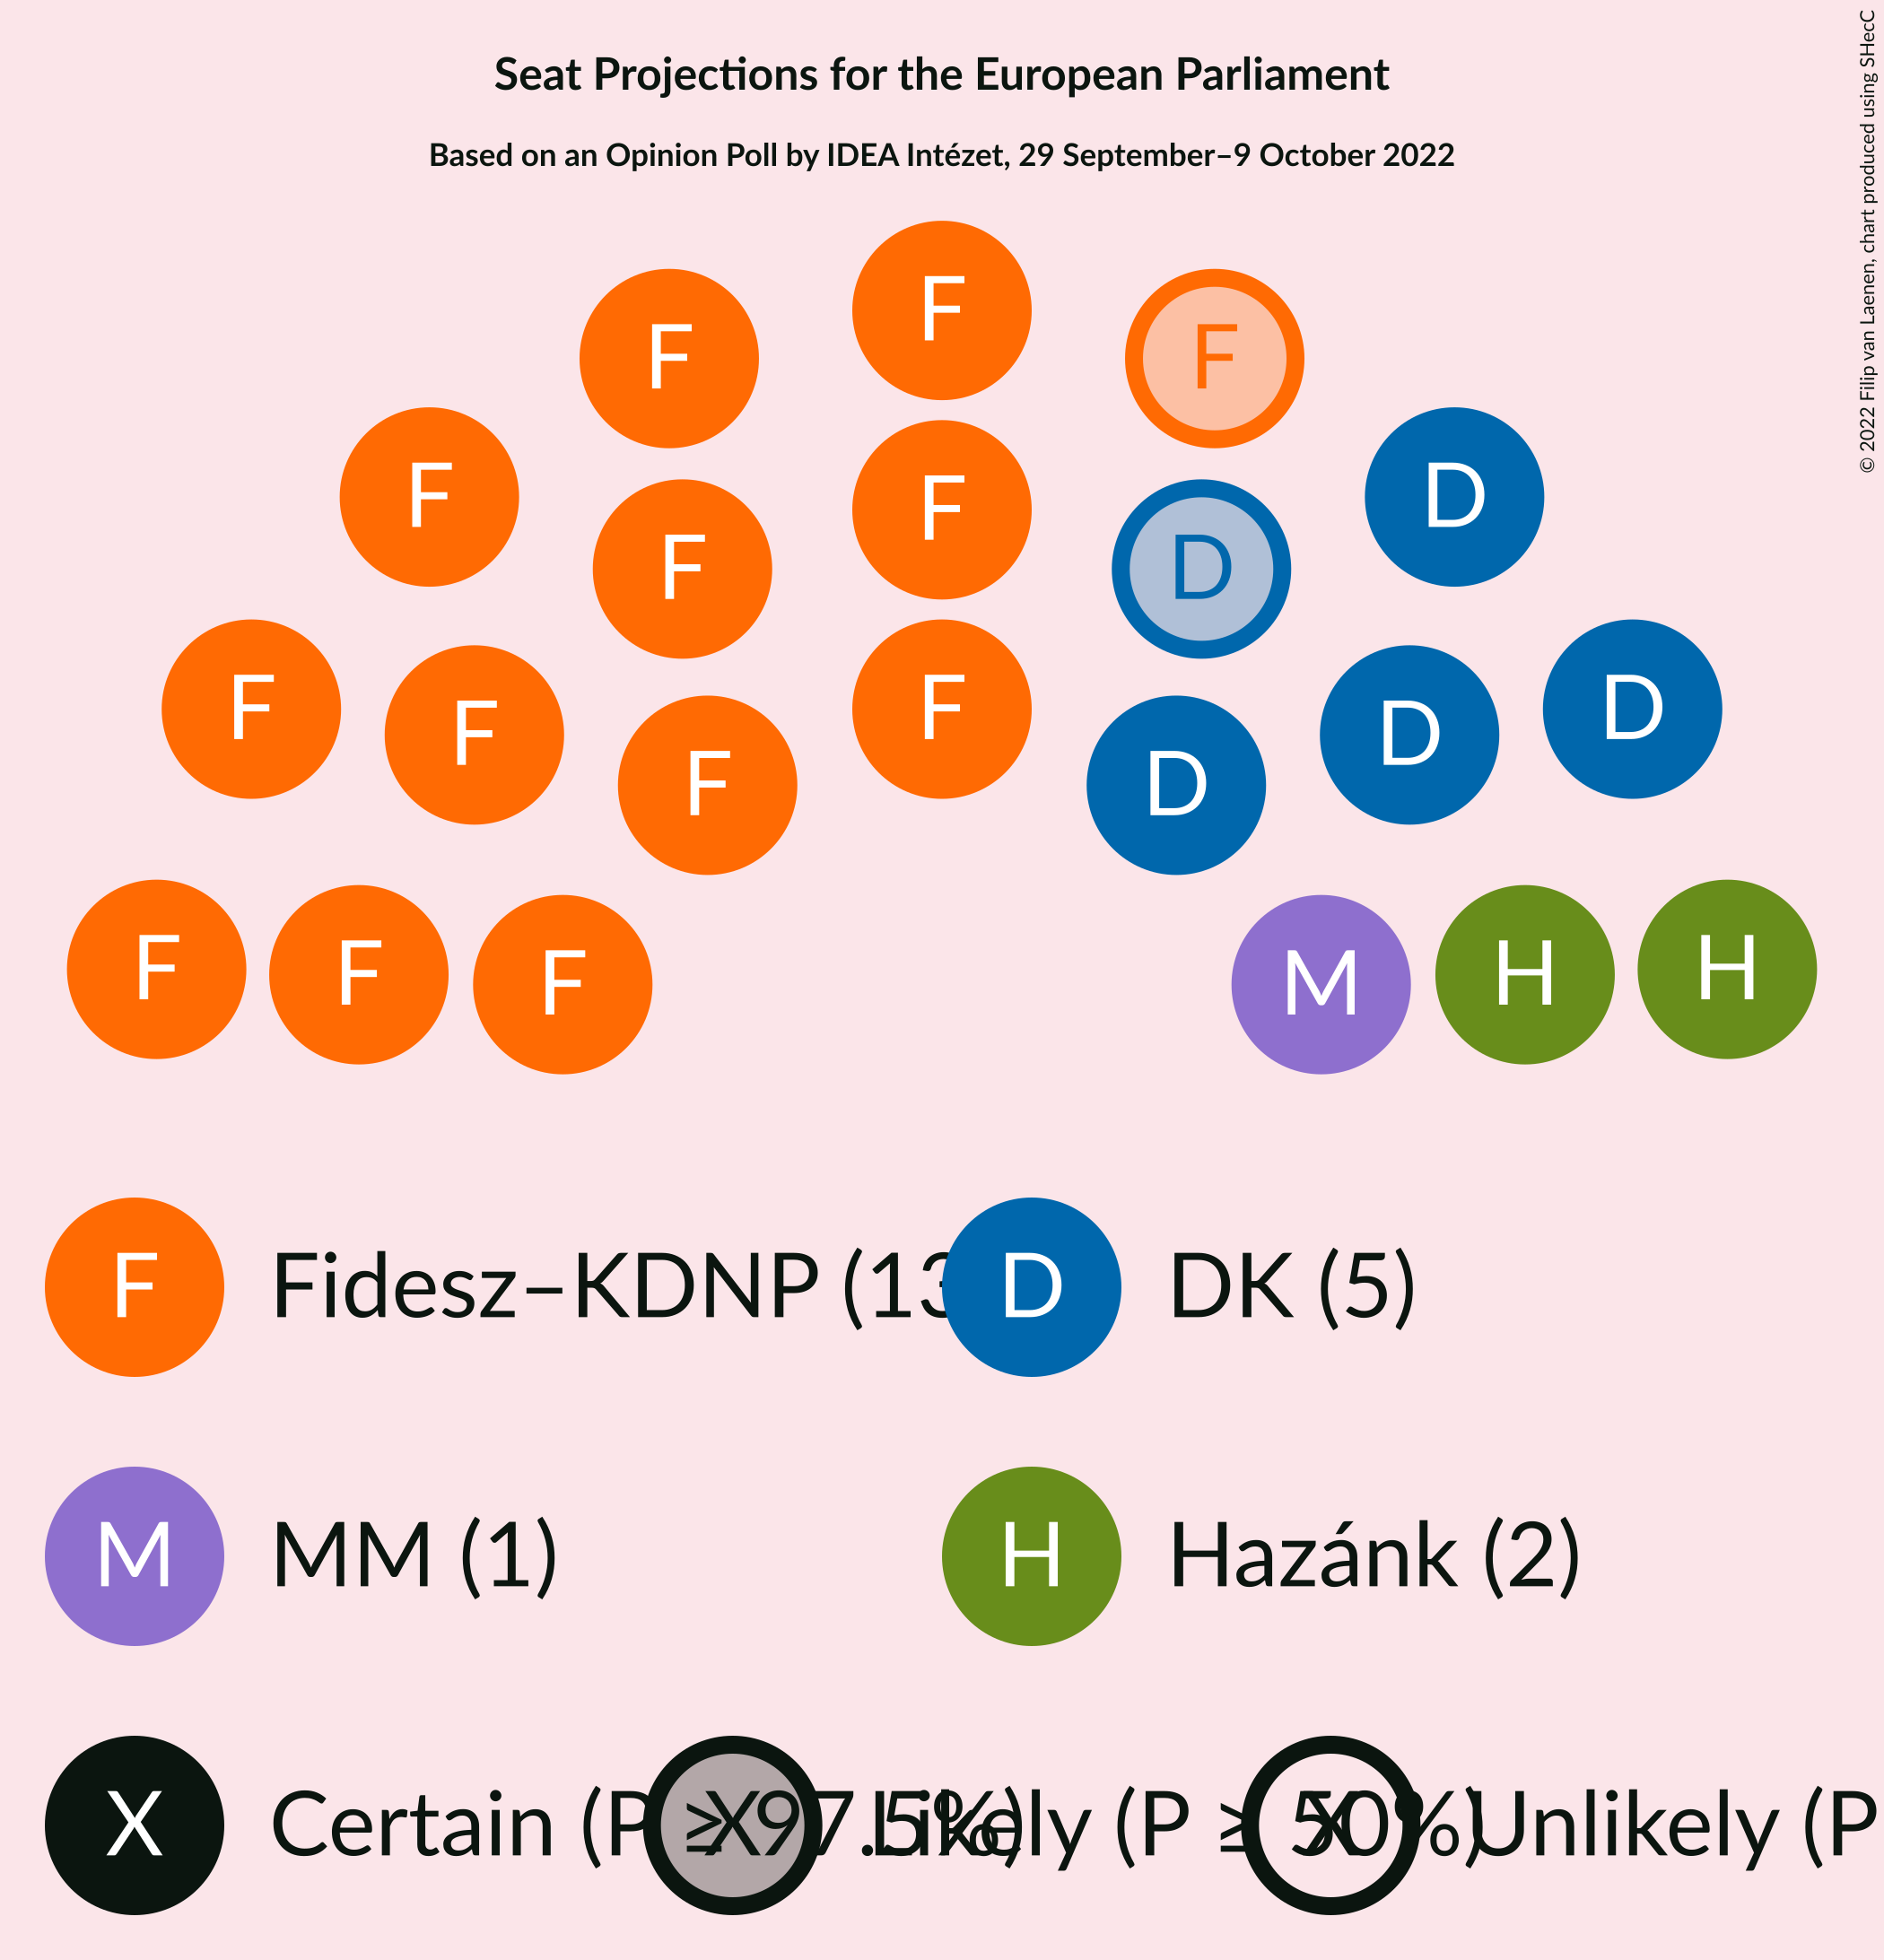 Seat Projections for the European Parliament
Based on an Opinion Poll by IDEA Intézet, 29 September–9 October 2022
© 2022 Filip van Laenen, chart produced using SHecC
F
F F
F D
F
F D
F
F F D
F D
F D
F D
F F H
F M H
F Fidesz–KDNP (13 D DK (5)
M MM (1) H Hazánk (2)
X Certain (P ≥ 97.5%) X Likely (P ≥ 50%) X Unlikely (P